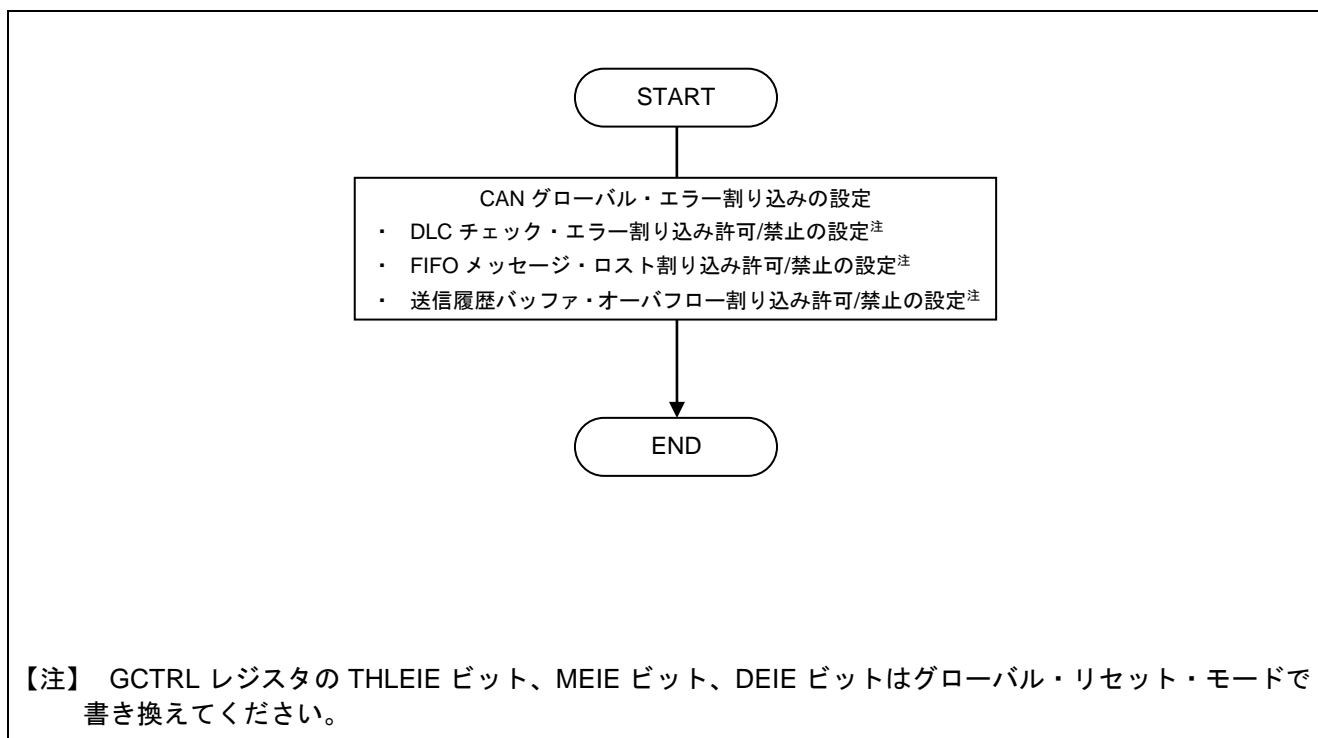 START
CAN グローバル・エラー割り込みの設定
・ DLC チェック・エラー割り込み許可/禁止の設定注
・ FIFO メッセージ・ロスト割り込み許可/禁止の設定注
・ 送信履歴バッファ・オーバフロー割り込み許可/禁止の設定注
END
【注】 GCTRL レジスタの THLEIE ビット、MEIE ビット、DEIE ビットはグローバル・リセット・モードで
書き換えてください。